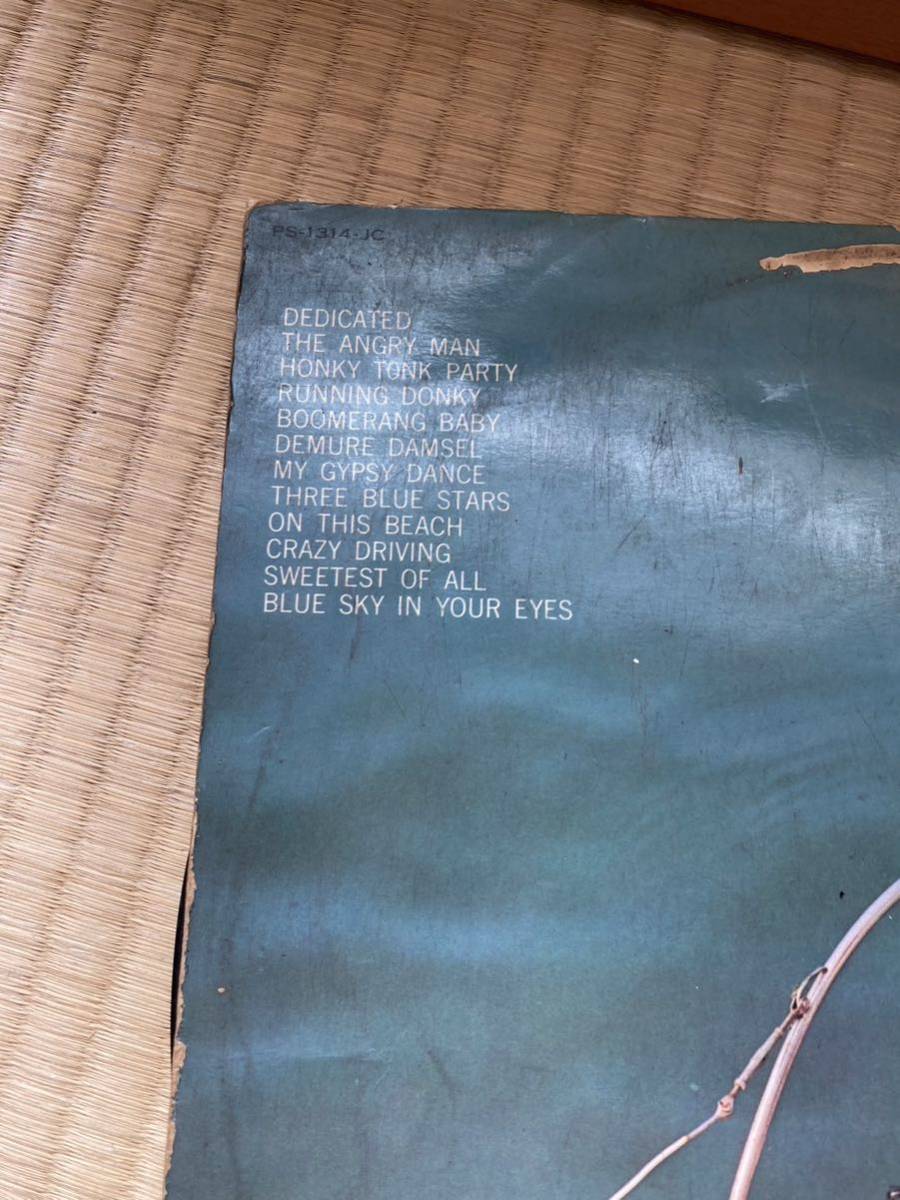 PS-1314-JC
DEDICATED
THE ANGRY MAN
HONKY TONK PARTY
RUNNING DONKY
BOOMERANG BABY
DEMURE DAMSEL
MY GYPSY DANCE
THREE BLUE STARS
ON THIS BEACH
CRAZY DRIVING
SWEETEST OF ALL
BLUE SKY IN YOUR EYES